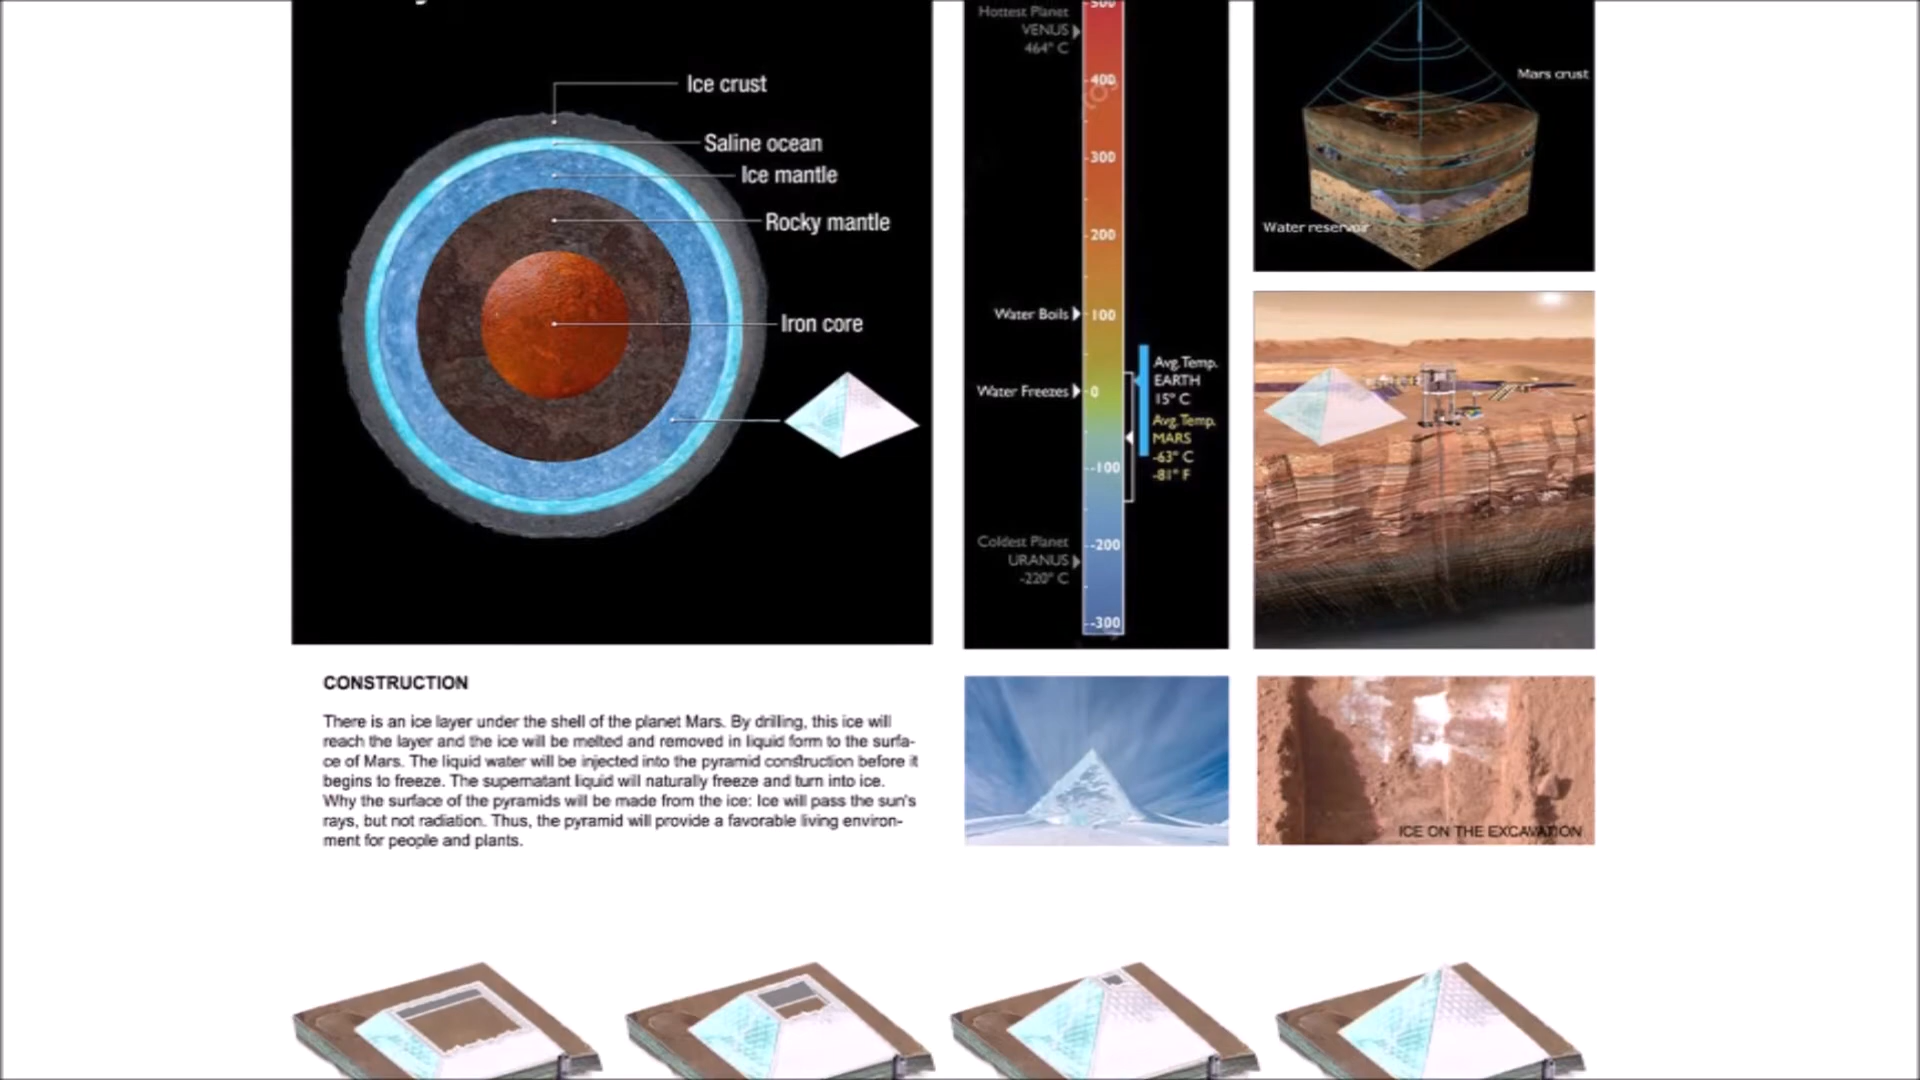 Ice crust
Saline ocean
Ice mantle
Rocky mantle
Iron core
Hottest Planet
VENUS
464° C
500
400
300
200
Water Boils
100
Water Freezes
0
-100
-200
-300
Avg. Temp.
EARTH
15° C
Avg. Temp.
MARS
-63° C
-81° F
Coldest Planet
URANUS
-220° C
Mars crust
Water reservoir
CONSTRUCTION
There is an ice layer under the shell of the planet Mars. By drilling, this ice will
reach the layer and the ice will be melted and removed in liquid form to the surfa-
ce of Mars. The liquid water will be injected into the pyramid construction before it
begins to freeze. The supernatant liquid will naturally freeze and turn into ice.
Why the surface of the pyramids will be made from the ice: Ice will pass the sun's
rays, but not radiation. Thus, the pyramid will provide a favorable living environ-
ment for people and plants.
ICE ON THE EXCAVATION